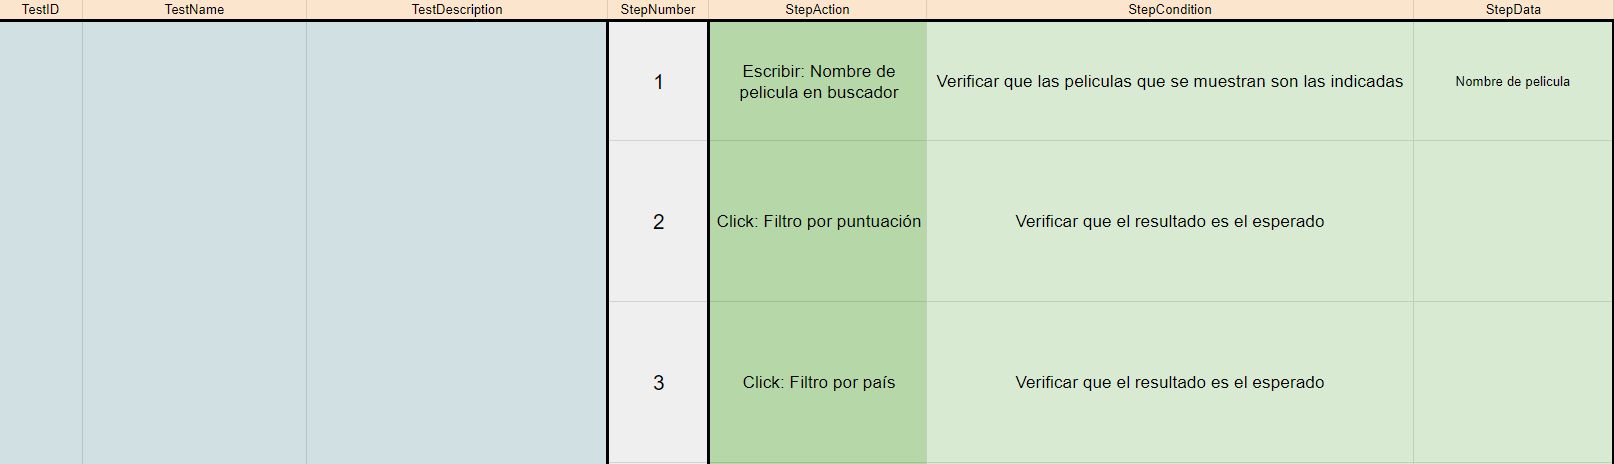 TestID TestName TestDescription StepNumber StepAction StepCondition StepData
1 Escribir: Nombre de
pelicula en buscador Verificar que las peliculas que se muestran son las indicadas Nombre de pelicula
2 Click: Filtro por puntuación Verificar que el resultado es el esperado
3 Click: Filtro por país Verificar que el resultado es el esperado